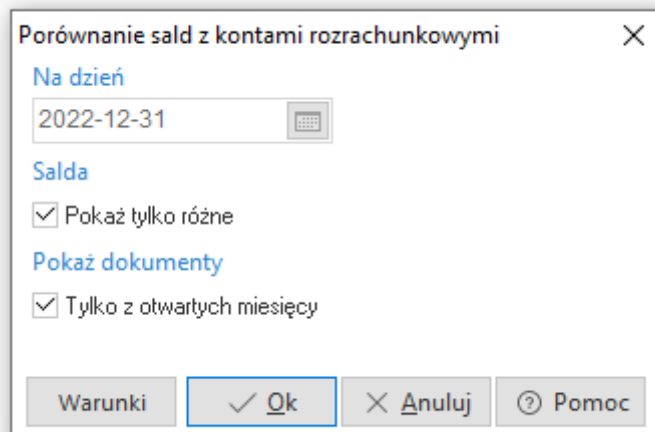 Porównanie sald z kontami rozrachunkowymi
Na dzień
2022-12-31
Salda
Pokaż tylko różne
Pokaż dokumenty
Tylko z otwartych miesięcy
Warunki Ok Anuluj Pomoc